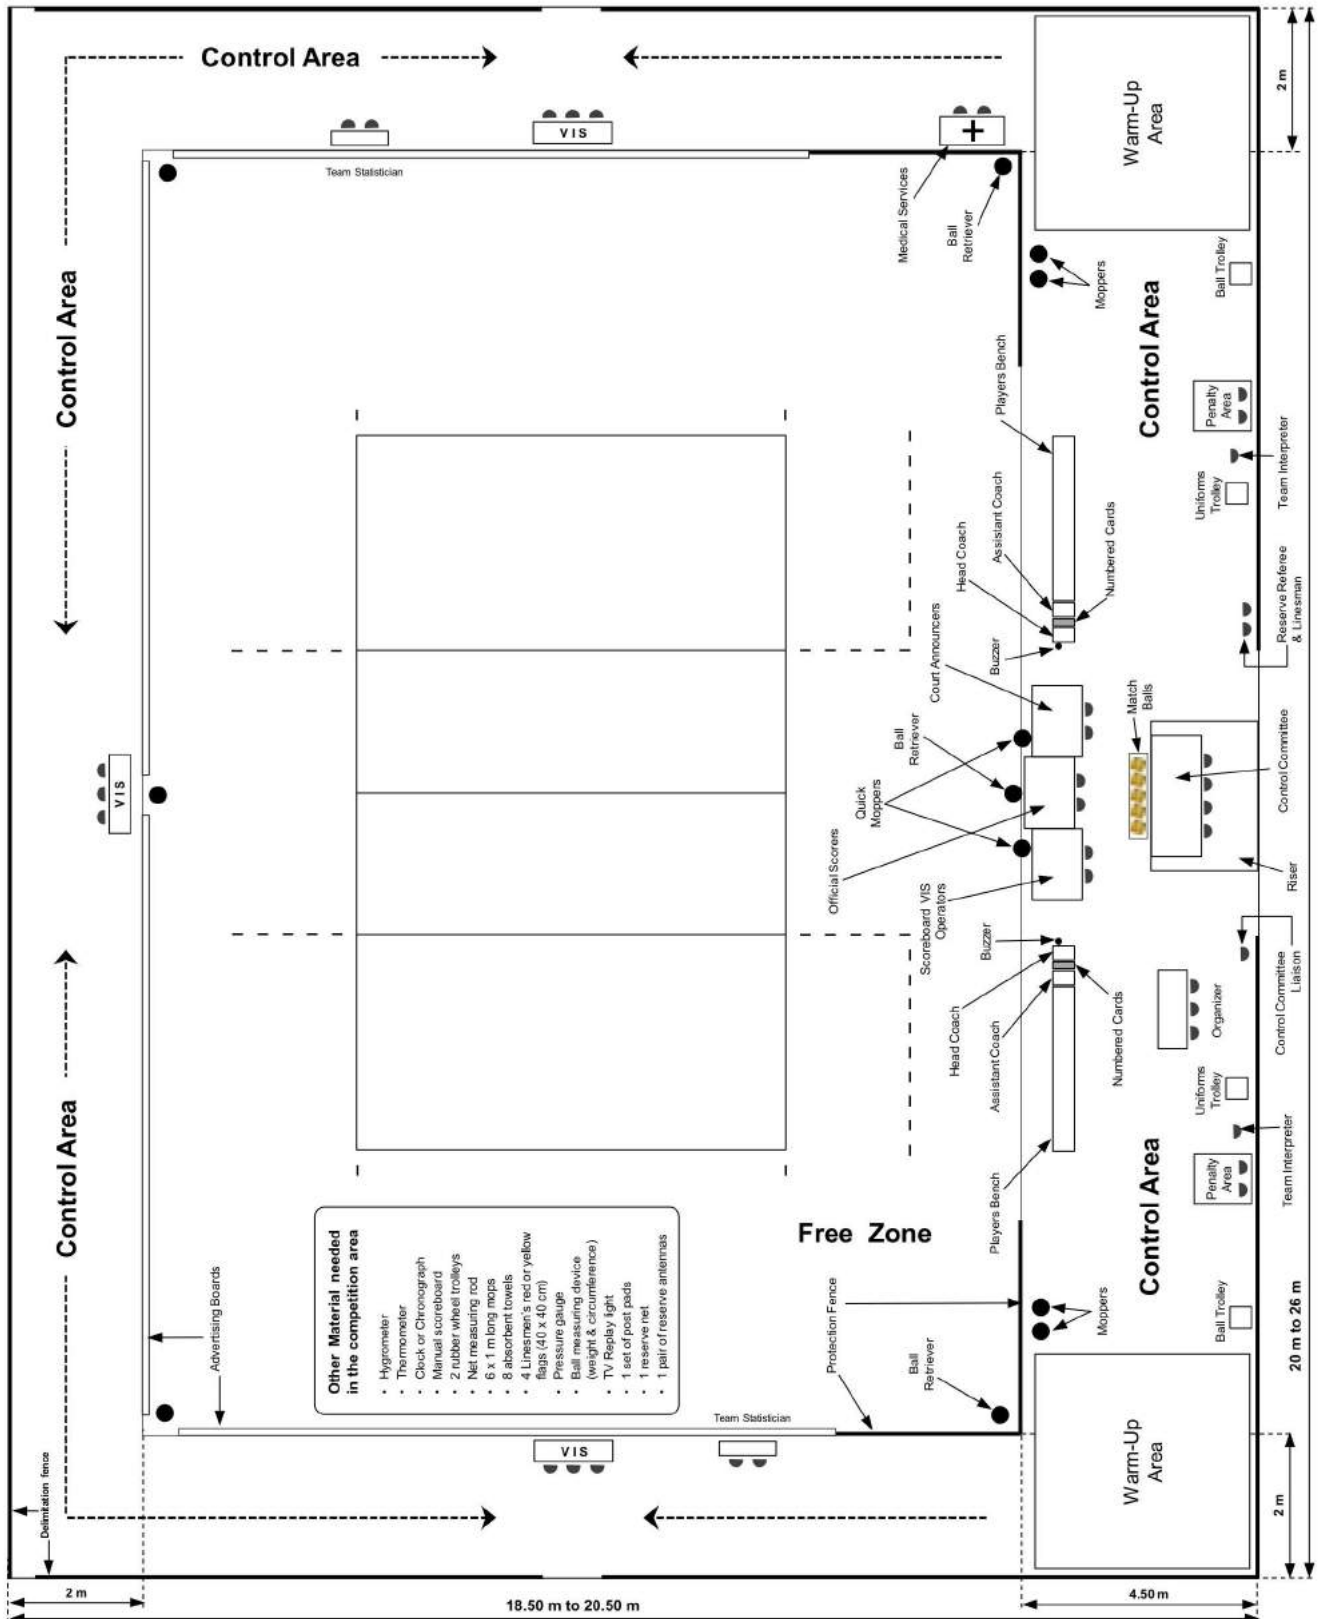 Control Area
2 m
Warm-Up
Area
VIS
Team Statistician
Medical Services
Ball
Retriever
Moppers
Ball Trolley
Control Area
Control Area
Players Bench
Penalty
Area
Team Interpreter
Uniforms
Trolley
Assistant Coach
Head Coach
Numbered Cards
Reserve Referee
& Linesman
Buzzer
Court Announcers
Match
Balls
Ball
Retriever
Quick
Moppers
VIS
Control Committee
Official Scorers
Riser
Scoreboard VIS
Operators
Buzzer
Control Committee
Liaison
Head Coach
Organizer
Numbered Cards
Assistant Coach
Uniforms
Trolley
Team Interpreter
Control Area
Control Area
Penalty
Area
Players Bench
Free Zone
Other Material needed
in the competition area
• Hygrometer
• Thermometer
• Clock or Chronograph
• Manual scoreboard
• 2 rubber wheel trolleys
• Net measuring rod
• 6 x 1 m long mops
• 8 absorbent towels
• 4 Linesmen's red or yellow
flags (40 x 40 cm)
• Pressure gauge
• Ball measuring device
(weight & circumference)
• TV Replay light
• 1 set of post pads
• 1 reserve net
• 1 pair of reserve antennas
Advertising Boards
Protection Fence
Moppers
Ball Trolley
20 m to 26 m
Ball
Retriever
Team Statistician
VIS
Warm-Up
Area
Delimitation fence
2 m
2 m
18.50 m to 20.50 m
4.50 m